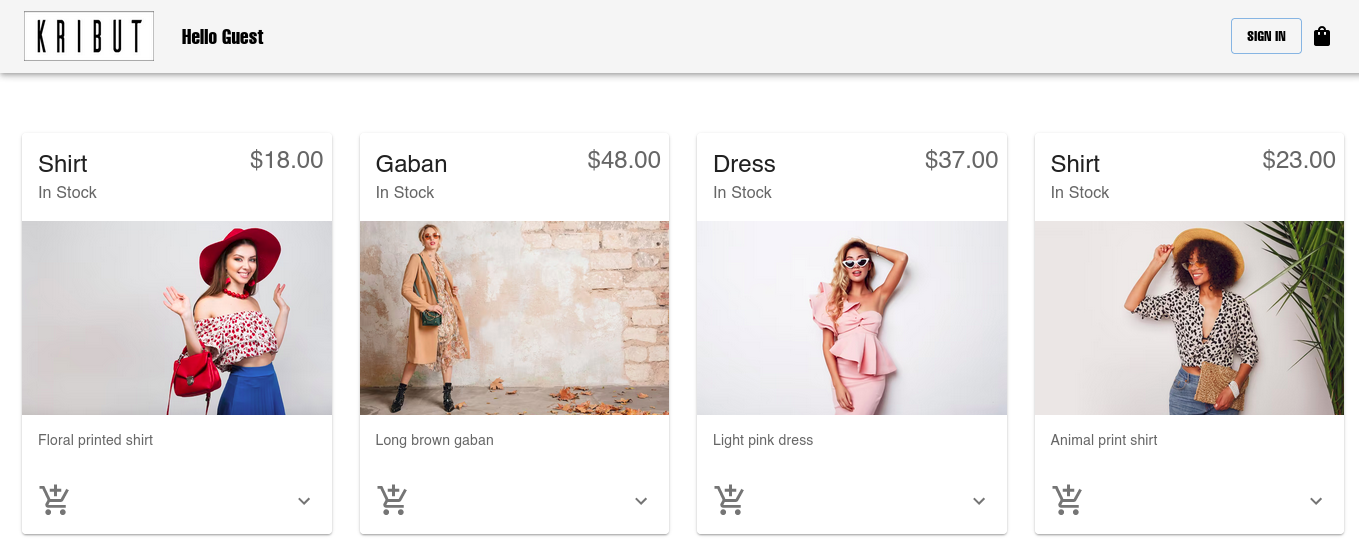 KRIBUT
Hello Guest
SIGN IN
Shirt
$18.00
In Stock
Floral printed shirt
Gaban
$48.00
In Stock
Long brown gaban
Dress
$37.00
In Stock
Light pink dress
Shirt
$23.00
In Stock
Animal print shirt